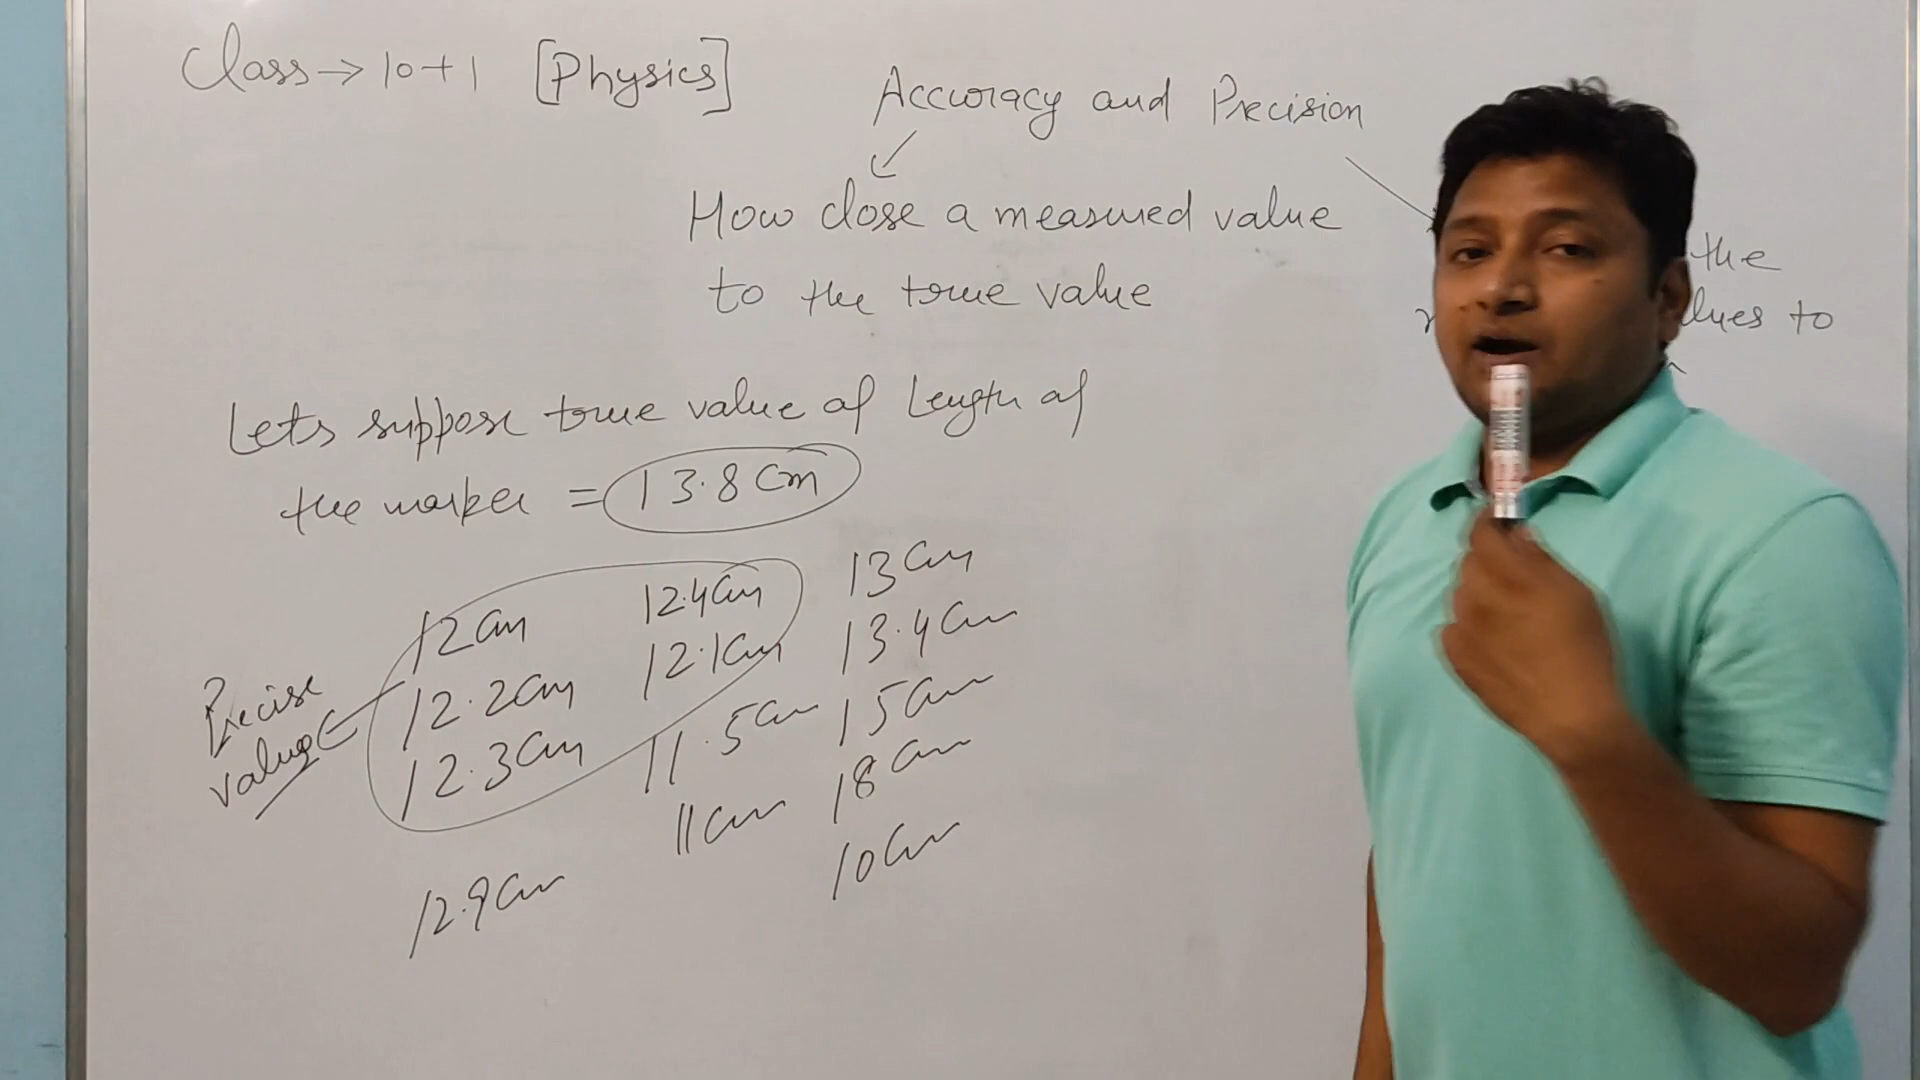 Class → 10+1 [Physics]
Accuracy and Precision
How close a measured value
to the true value
the
to
Lets suppose true value of Length of
the marker = 13.8 cm
12 cm 12.4 cm 13 cm
12.2 cm 12.1 cm 13.4 cm
12.3 cm 11.5 cm 15 cm
Precise
value
11 cm 18 cm
12.9 cm 10 cm